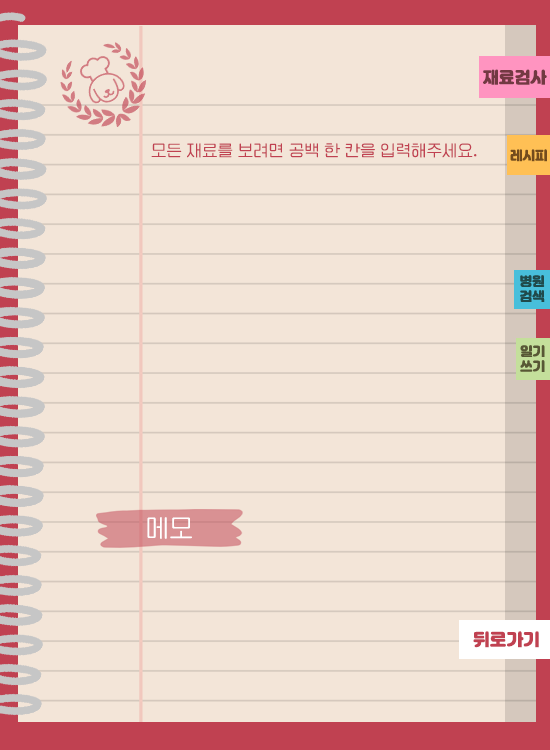 재료검사
모든 재료를 보려면 공백 한 칸을 입력해주세요.
레시피
병원
검색
일기
쓰기
메모
뒤로가기